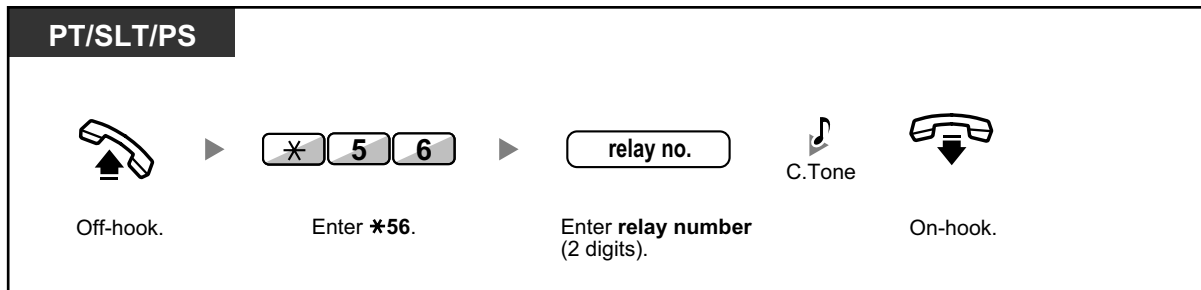 PT/SLT/PS
* 5 6
relay no.
C.Tone
Off-hook.
Enter *56.
Enter relay number
(2 digits).
On-hook.